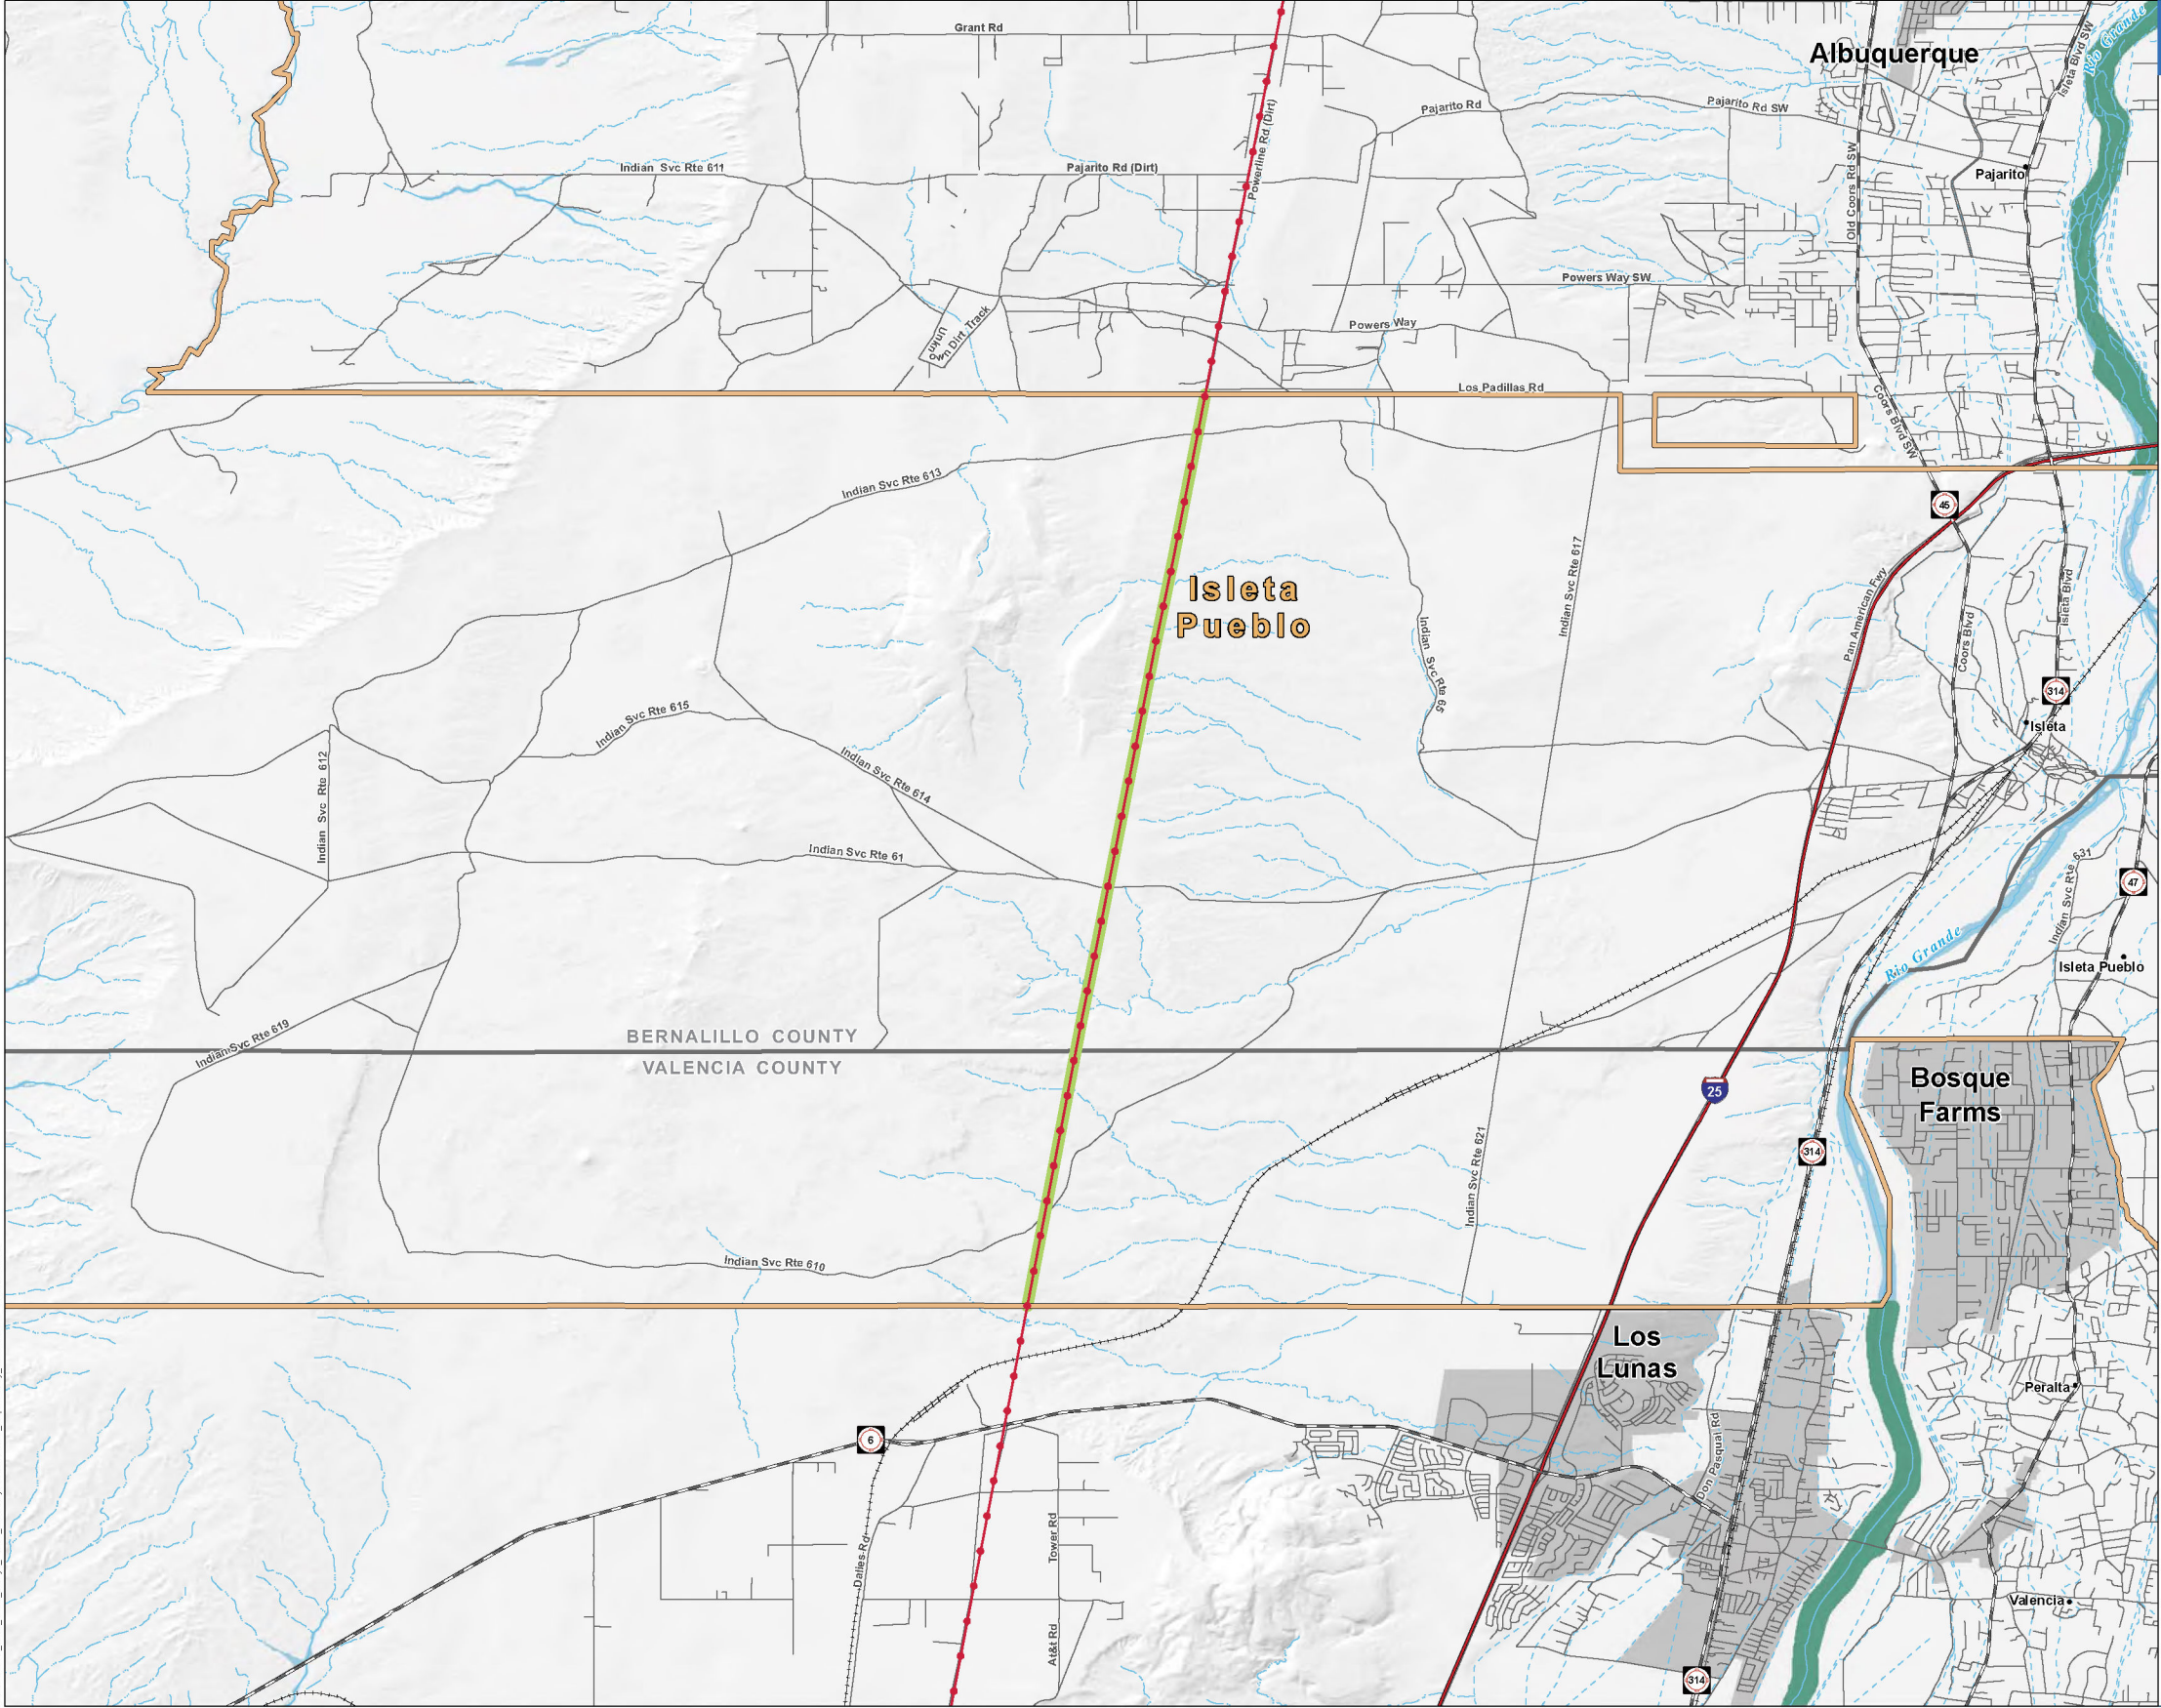 Grant Rd
Albuquerque
Isleta Blvd SW
Rio Grande
Pajarito Rd
Pajarito Rd SW
Powerline Rd (Dirt)
Indian Svc Rte 611
Pajarito Rd (Dirt)
Pajarito
Old Coors Rd SW
Powers Way SW
Powers Way
Unkno
wn Dirt Track
Los Padillas Rd
Coors Blvd SW
Indian Svc Rte 613
45
Isleta
Pueblo
Indian Svc Rte 617
Pan American Fwy
Coors Blvd
Isleta Blvd
Indian Svc Rte 65
314
Isleta
Indian Svc Rte 615
Indian Svc Rte 612
Indian Svc Rte 614
Indian Svc Rte 61
Indian Svc Rte 631
47
Rio Grande
Isleta Pueblo
Indian Svc Rte 619
BERNALILLO COUNTY
VALENCIA COUNTY
25
Bosque
Farms
314
Indian Svc Rte 621
Indian Svc Rte 610
Los
Lunas
Peralta
6
Don Pasqual Rd
Dalies Rd
Tower Rd
Valencia
At&t Rd
314